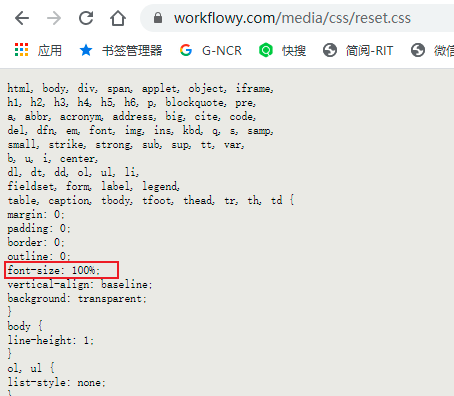 workflowy.com/media/css/reset.css
应用 书签管理器 G-NCR 快搜 简阅-RIT 微信
html, body, div, span, applet, object, iframe,
h1, h2, h3, h4, h5, h6, p, blockquote, pre,
a, abbr, acronym, address, big, cite, code,
del, dfn, em, font, img, ins, kbd, q, s, samp,
small, strike, strong, sub, sup, tt, var,
b, u, i, center,
dl, dt, dd, ol, ul, li,
fieldset, form, label, legend,
table, caption, tbody, tfoot, thead, tr, th, td {
margin: 0;
padding: 0;
border: 0;
outline: 0;
font-size: 100%;
vertical-align: baseline;
background: transparent;
}
body {
line-height: 1;
}
ol, ul {
list-style: none;
}